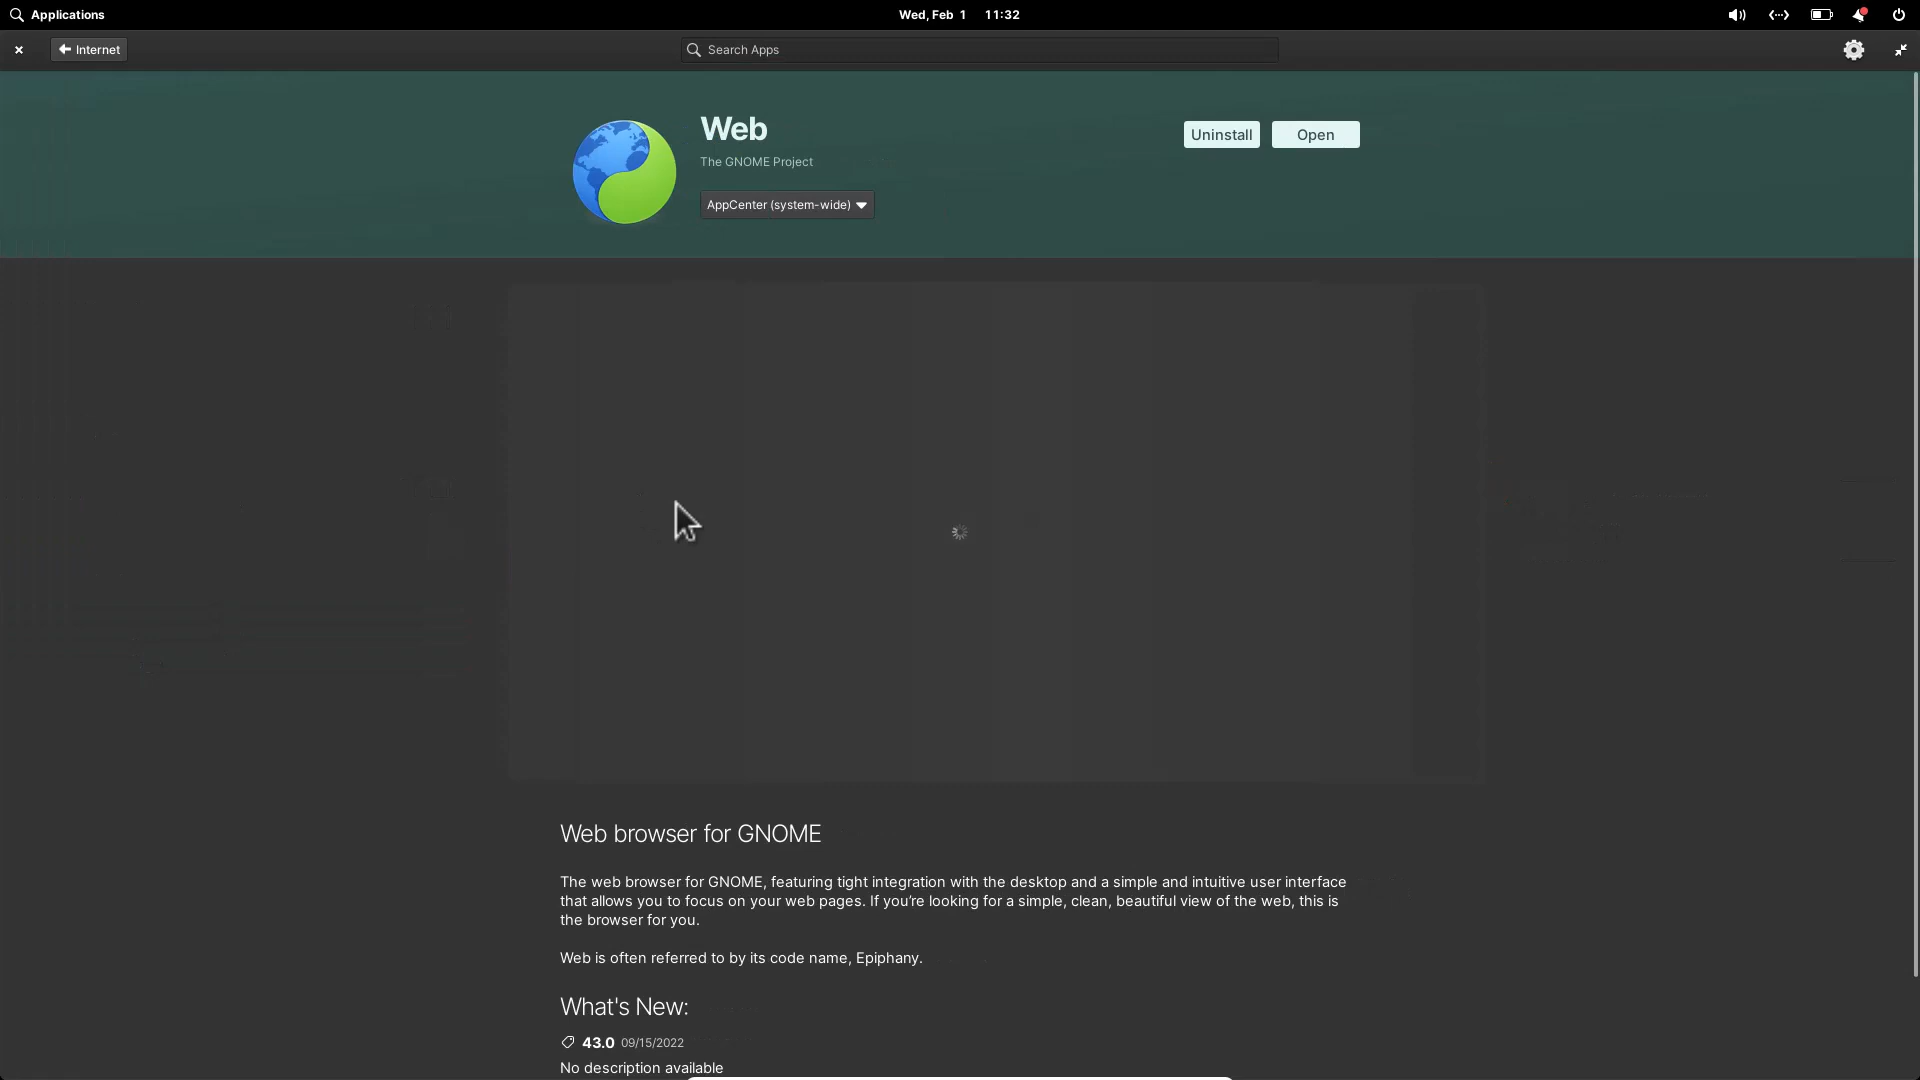 Applications
Wed, Feb 1 11:32
Internet
Search Apps
Web
The GNOME Project
Uninstall
Open
AppCenter (system-wide)
Web browser for GNOME
The web browser for GNOME, featuring tight integration with the desktop and a simple and intuitive user interface
that allows you to focus on your web pages. If you’re looking for a simple, clean, beautiful view of the web, this is
the browser for you.
Web is often referred to by its code name, Epiphany.
What's New:
43.0 09/15/2022
No description available